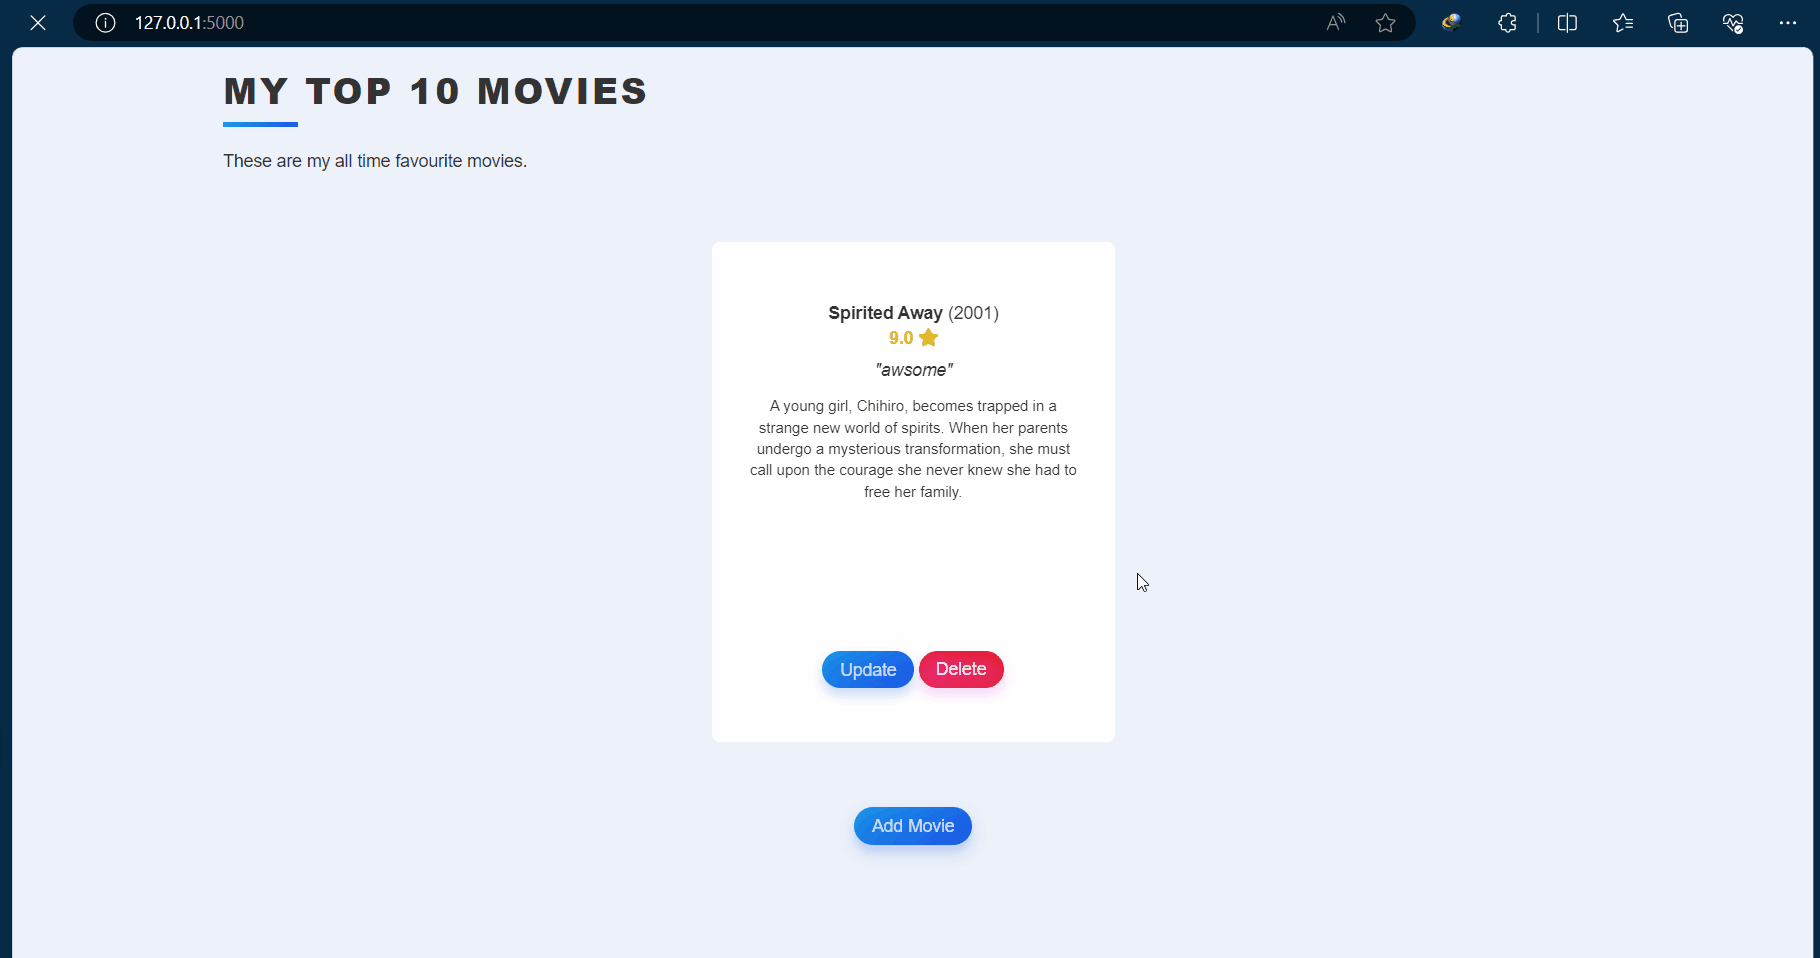 127.0.0.1:5000
MY TOP 10 MOVIES
These are my all time favourite movies.
Spirited Away (2001)
9.0
"awsome"
A young girl, Chihiro, becomes trapped in a
strange new world of spirits. When her parents
undergo a mysterious transformation, she must
call upon the courage she never knew she had to
free her family.
Update Delete
Add Movie